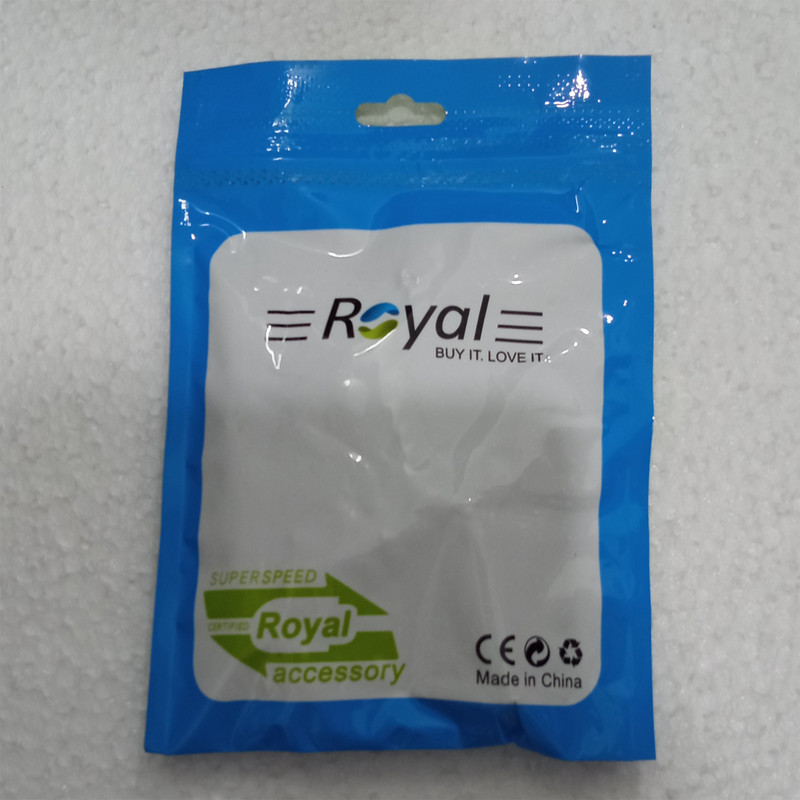 Royal
BUY IT. LOVE IT.
SUPERSPEED
CERTIFIED
Royal
accessory
CE
Made in China